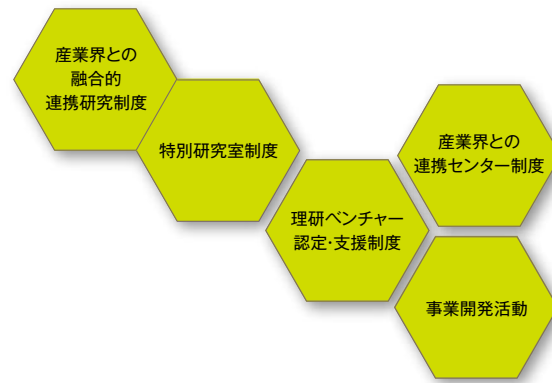 産業界との
融合的
連携研究制度
特別研究室制度
産業界との
連携センター制度
理研ベンチャー
認定・支援制度
事業開発活動